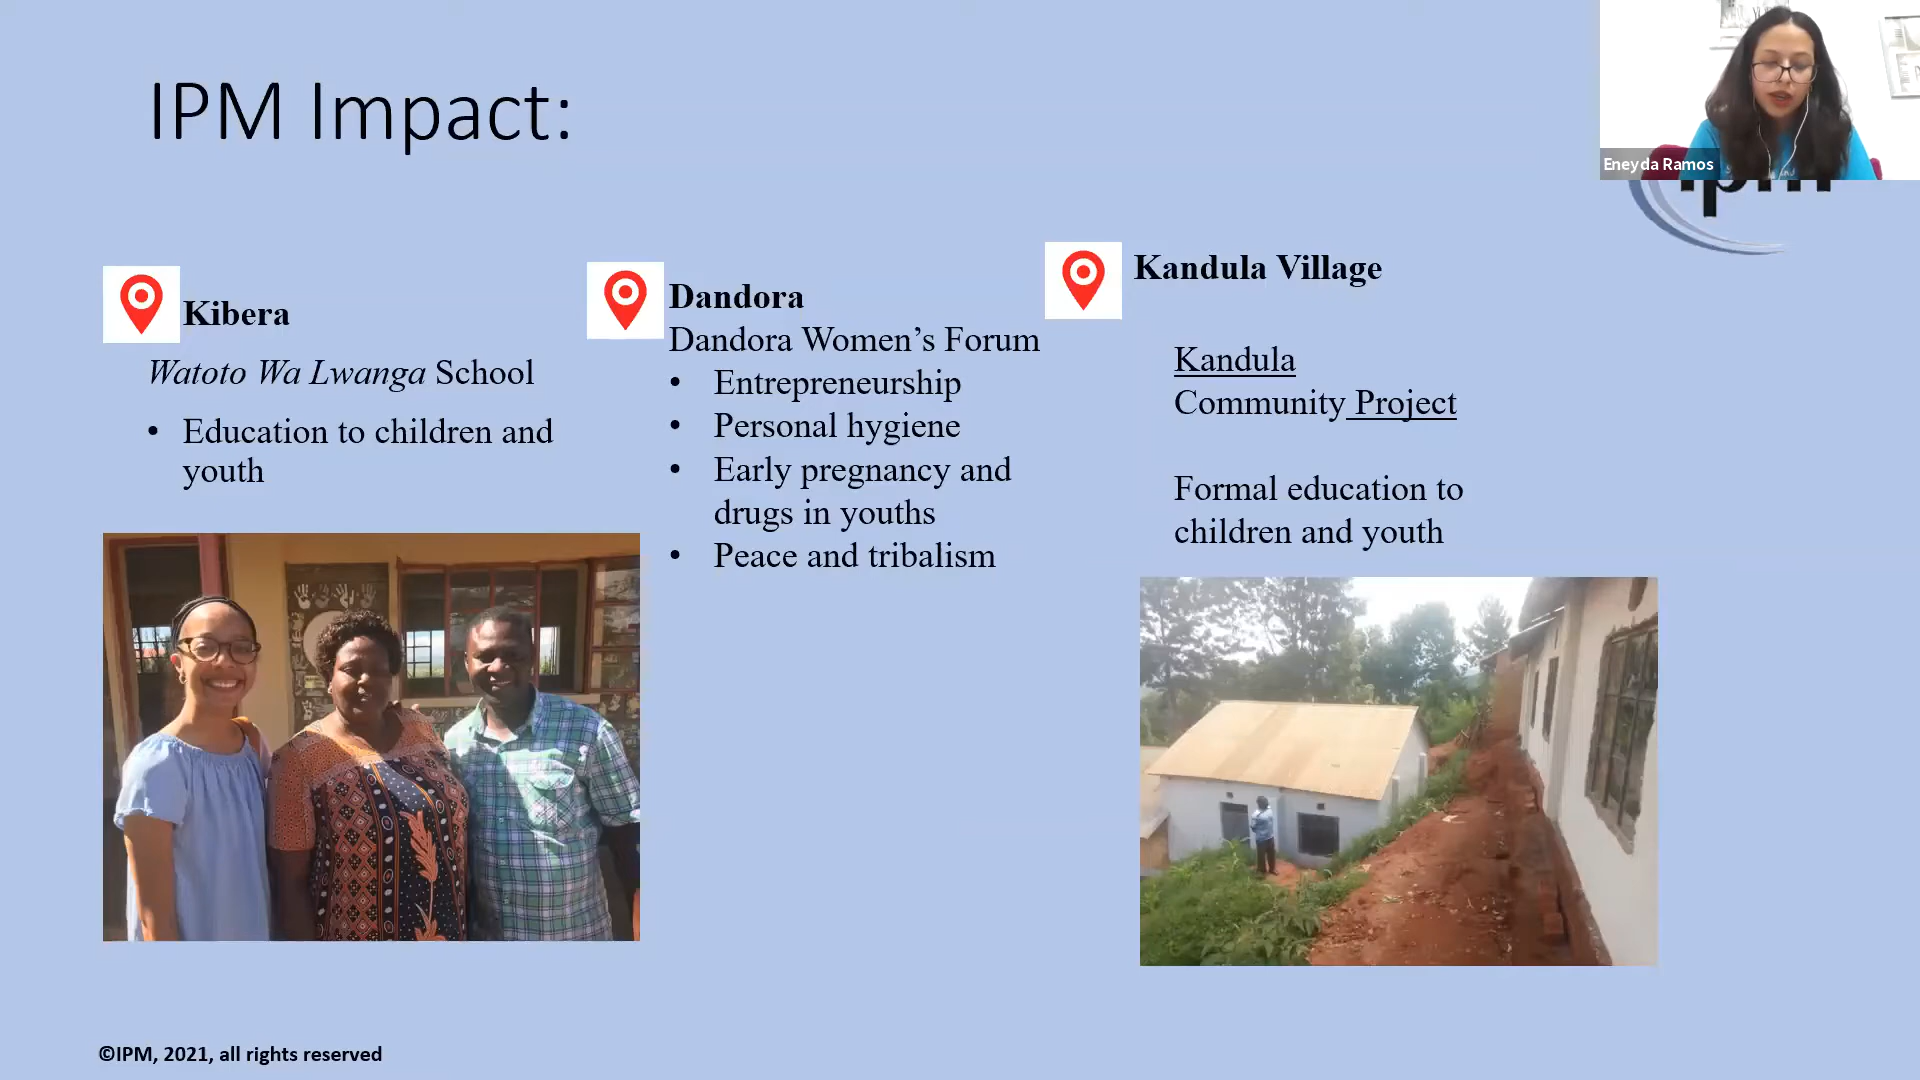 IPM Impact:
Eneyda Ramos
ipm
Kibera
Watoto Wa Lwanga School
• Education to children and
youth
Dandora
Dandora Women’s Forum
• Entrepreneurship
• Personal hygiene
• Early pregnancy and
drugs in youths
• Peace and tribalism
Kandula Village
Kandula
Community Project
Formal education to
children and youth
©IPM, 2021, all rights reserved